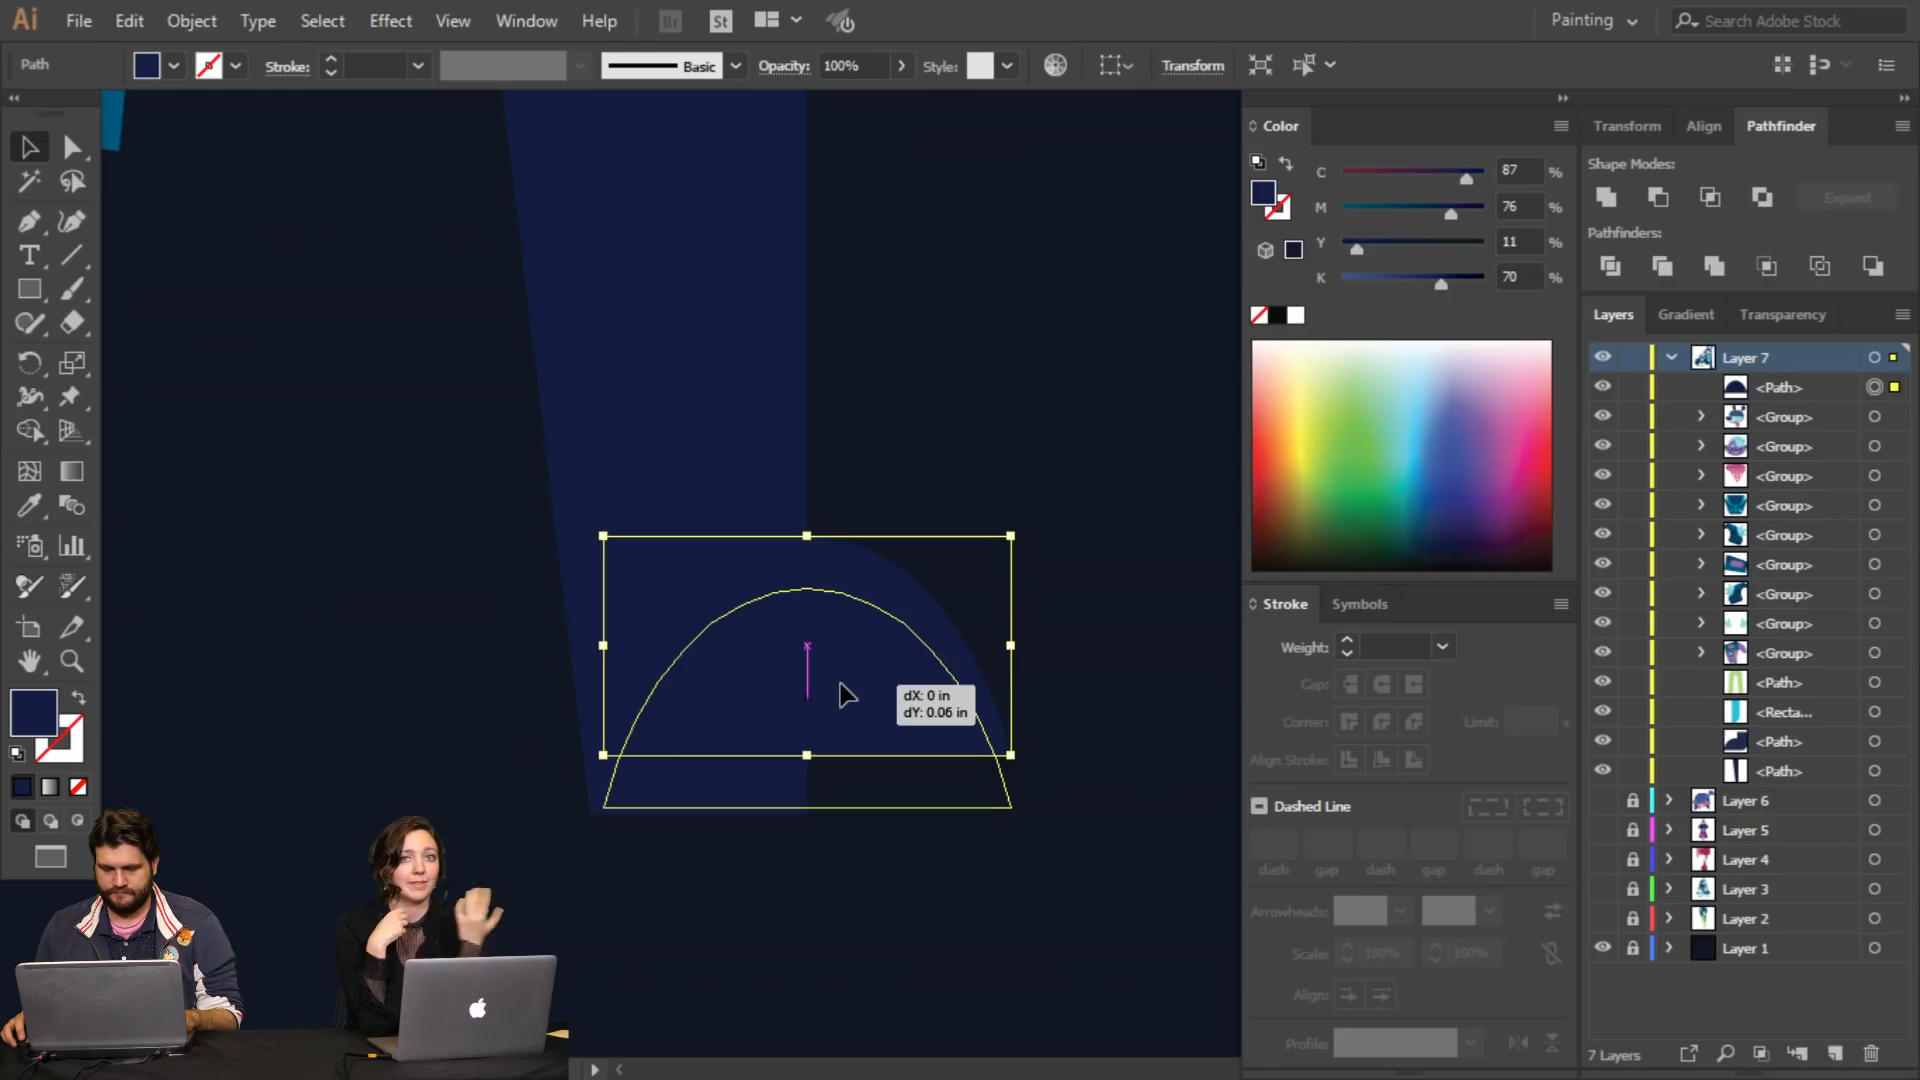 Ai File Edit Object Type Select Effect View Window Help Br St Painting Search Adobe Stock
Path Stroke: Basic Opacity: 100% Style: Transform
Color
C 87 %
M 76 %
Y 11 %
K 70 %
Transform Align Pathfinder
Shape Modes:
Expand
Pathfinders:
Layers Gradient Transparency
Layer 7
<Path>
<Group>
<Group>
<Group>
<Group>
<Group>
<Group>
<Group>
<Group>
<Group>
<Path>
<Recta...
<Path>
<Path>
Layer 6
Layer 5
Layer 4
Layer 3
Layer 2
Layer 1
7 Layers
Stroke Symbols
Weight:
Cap:
Corner: Limit: x
Align Stroke:
Dashed Line
dash gap dash gap dash gap
Arrowheads:
Scale: 100% 100%
Align:
Profile:
dX: 0 in
dY: 0.06 in